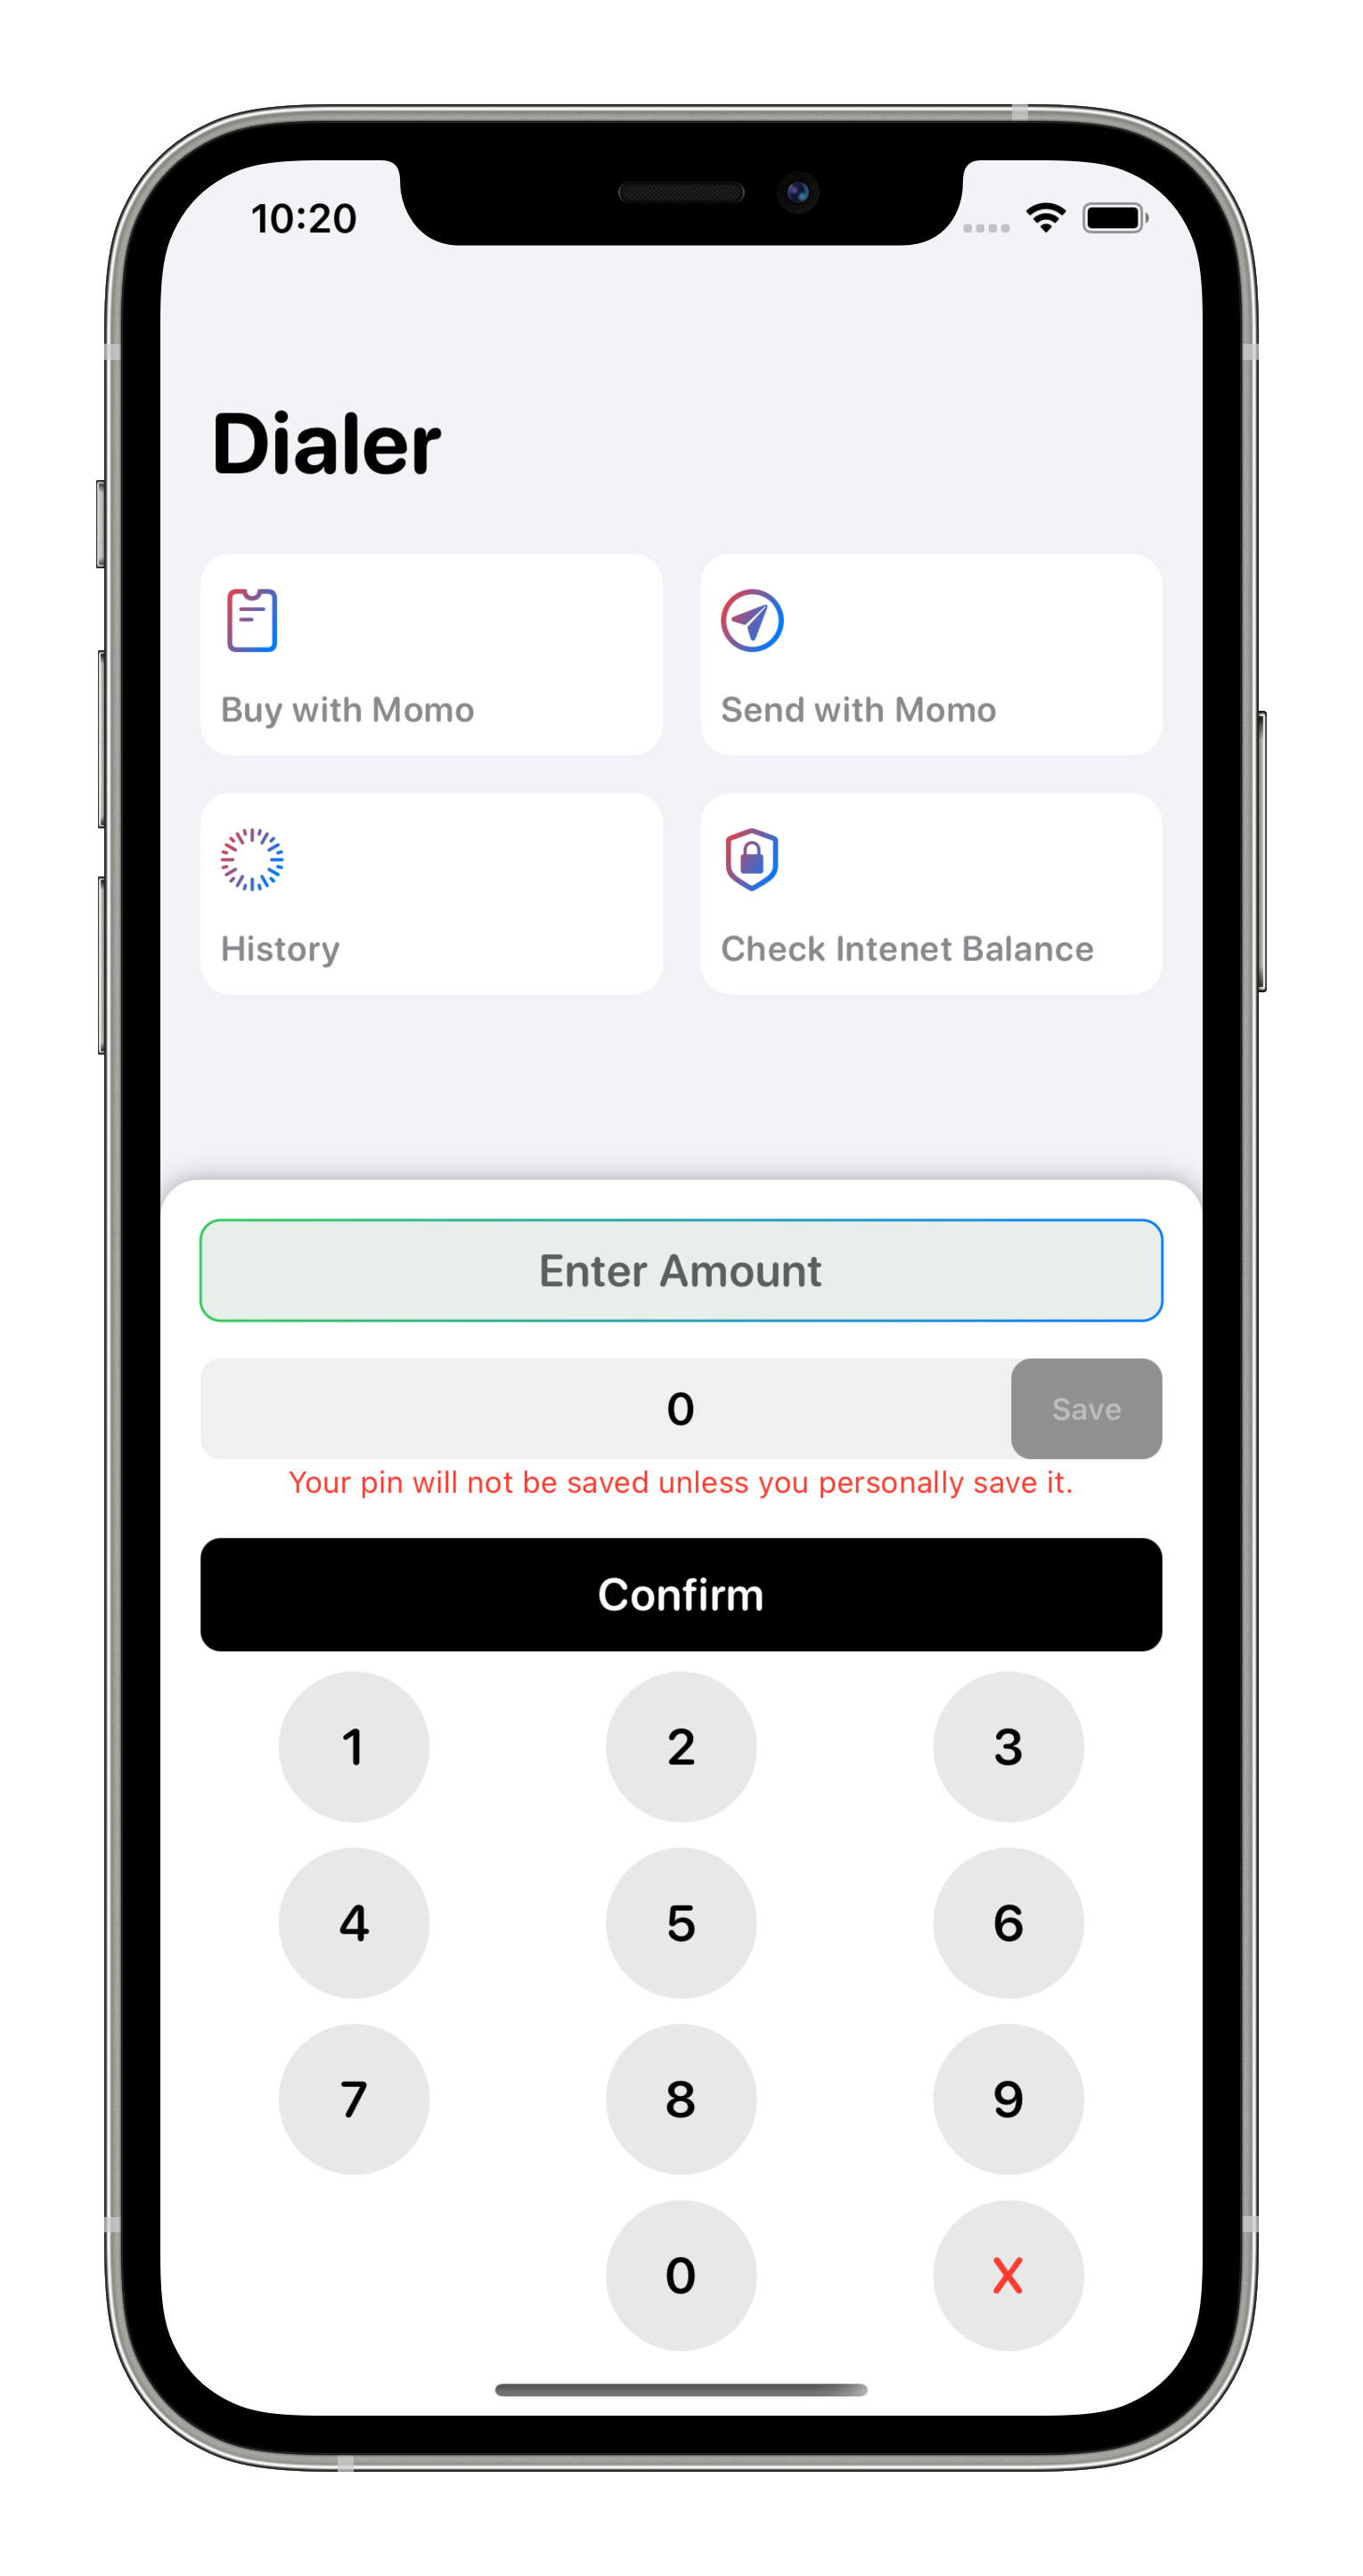 10:20
Dialer
Buy with Momo
Send with Momo
History
Check Intenet Balance
Enter Amount
0
Save
Your pin will not be saved unless you personally save it.
Confirm
1 2 3
4 5 6
7 8 9
0 X